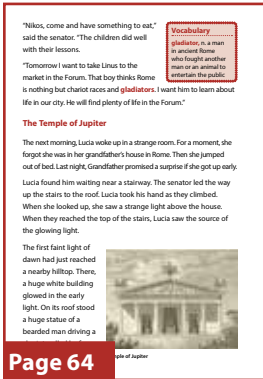 "Nikos, come and have something to eat,"
said the senator. "The children did well
with their lessons.
Vocabulary
gladiator, n. a man
in ancient Rome
who fought another
man or an animal to
entertain the public
"Tomorrow I want to take Linus to the
market in the Forum. That boy thinks Rome
is nothing but chariot races and gladiators. I want him to learn about
life in our city. He will find plenty of life in the Forum."
The Temple of Jupiter
The next morning, Lucia woke up in a strange room. For a moment, she
forgot she was in her grandfather's house in Rome. Then she jumped
out of bed. Last night, Grandfather promised a surprise if she got up early.
Lucia found him waiting near a stairway. The senator led the way
up the stairs to the roof. Lucia took his hand as they climbed.
When she looked up, she saw a strange light above the house.
When they reached the top of the stairs, Lucia saw the source of
the glowing light.
The first faint light of
dawn had just reached
a nearby hilltop. There,
a huge white building
glowed in the early
light. On its roof stood
a huge statue of a
bearded man driving a
mple of Jupiter
Page 64